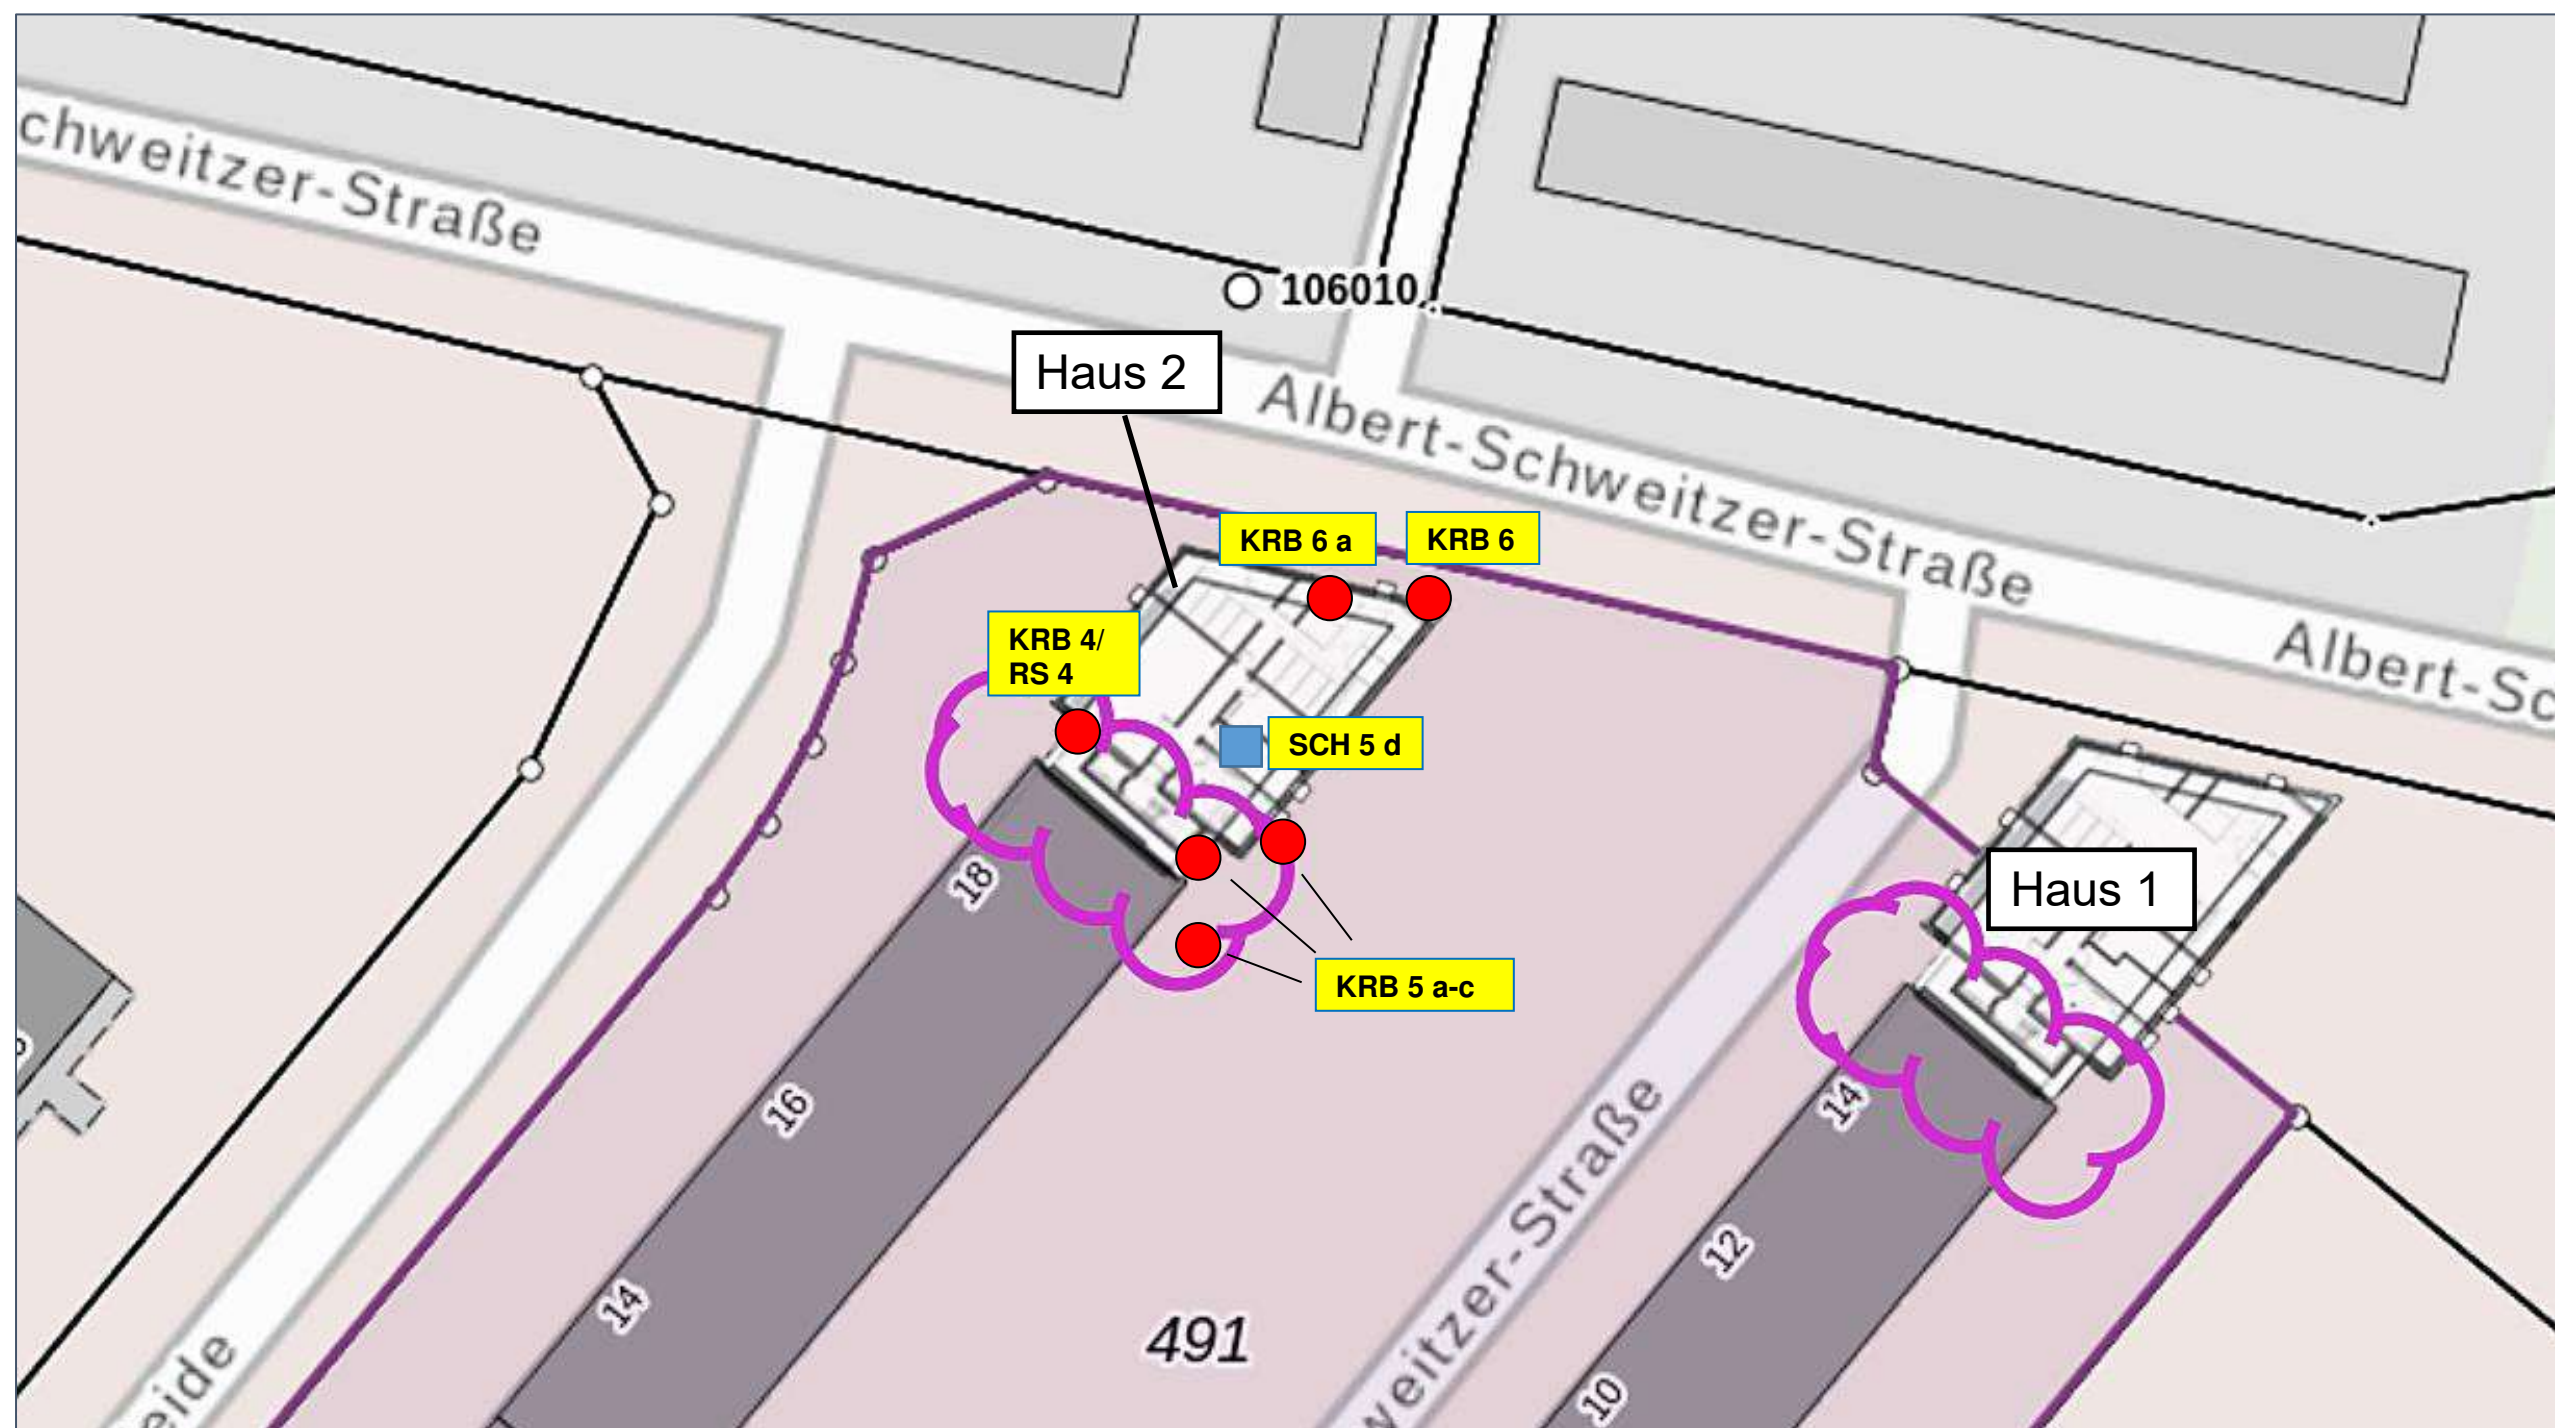 chweitzer-Straße
106010
Haus 2
Albert-Schweitzer-Straße
KRB 6 a
KRB 6
KRB 4/
RS 4
Albert-Sc
SCH 5 d
Haus 1
18
KRB 5 a-c
16
14
14
12
10
491
weitzer-Straße
eide